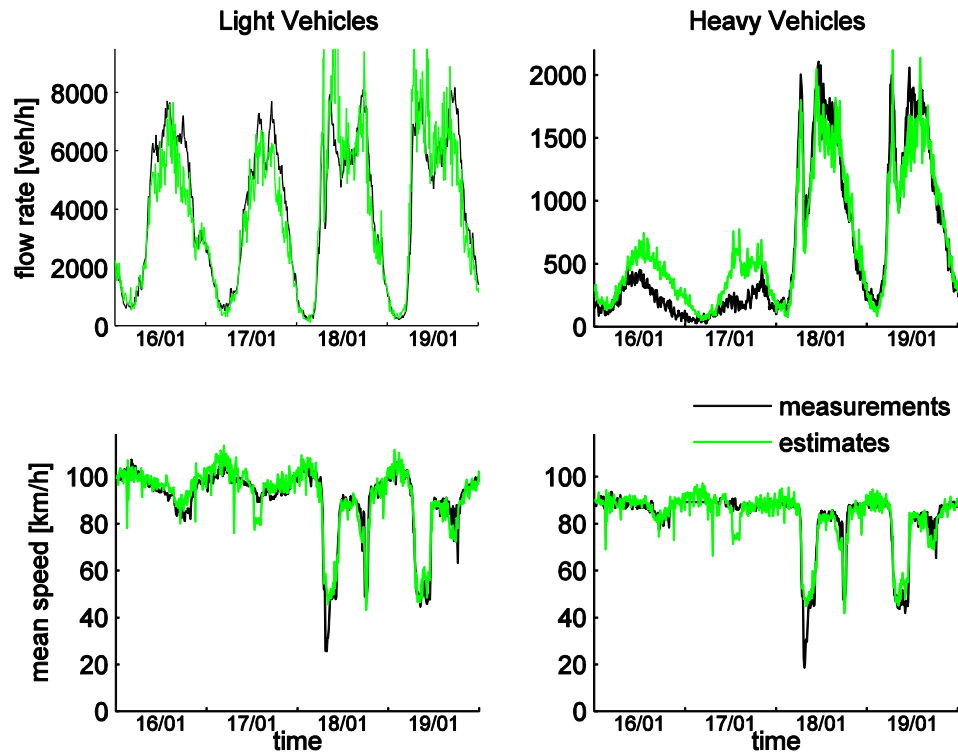 Light Vehicles
Heavy Vehicles
flow rate [veh/h]
8000
6000
4000
2000
0
16/01 17/01 18/01 19/01
2000
1500
1000
500
0
16/01 17/01 18/01 19/01
measurements
estimates
mean speed [km/h]
100
80
60
40
20
0
16/01 17/01 18/01 19/01
time
100
80
60
40
20
0
16/01 17/01 18/01 19/01
time